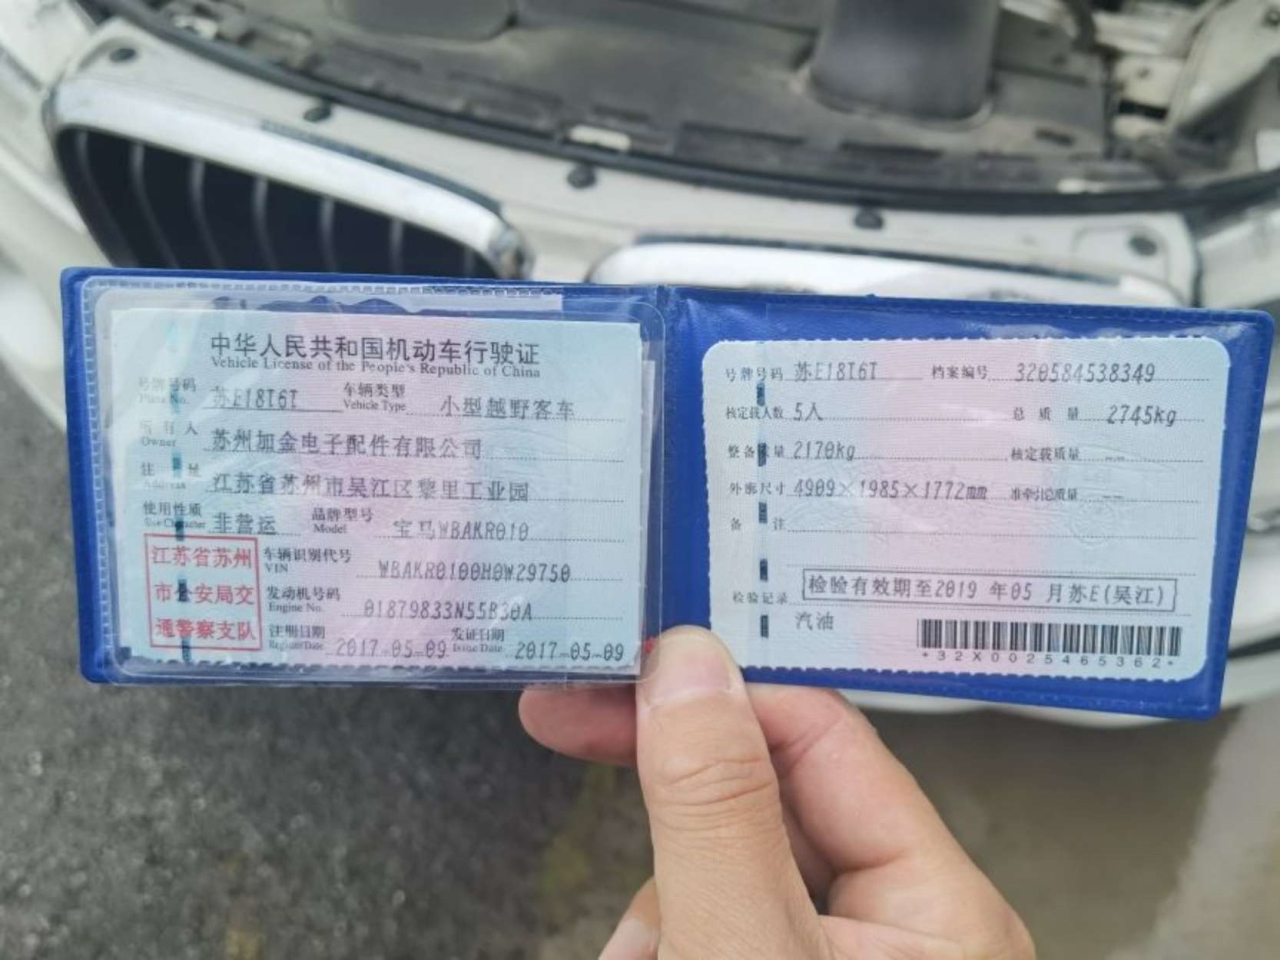 中华人民共和国机动车行驶证
Vehicle License of the People's Republic of China
号牌号码 Plate No. 苏E18T6T 车辆类型 Vehicle Type 小型越野客车
所有人 Owner 苏州加金电子配件有限公司
住址 Address 江苏省苏州市吴江区黎里工业园
使用性质 Use Character 非营运 品牌型号 Model 宝马WBAKR010
江苏省苏州
市公安局交
通警察支队
车辆识别代号 VIN WBAKR0100H0W29750
发动机号码 Engine No. 01879833N55B30A
注册日期 Register Date 2017-05-09 发证日期 Issue Date 2017-05-09
号牌号码 苏E18T6T 档案编号 320584538349
核定载人数 5人 总质量 2745kg
整备质量 2170kg 核定载质量 --
外廓尺寸 4909×1985×1772mm 准牵引总质量 --
备注
检验记录 检验有效期至2019年05月苏E(吴江)
汽油
*32X0025465362*